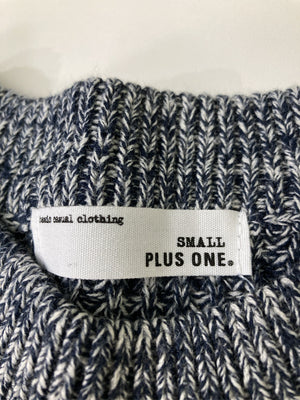 basic casual clothing
SMALL
PLUS ONE.